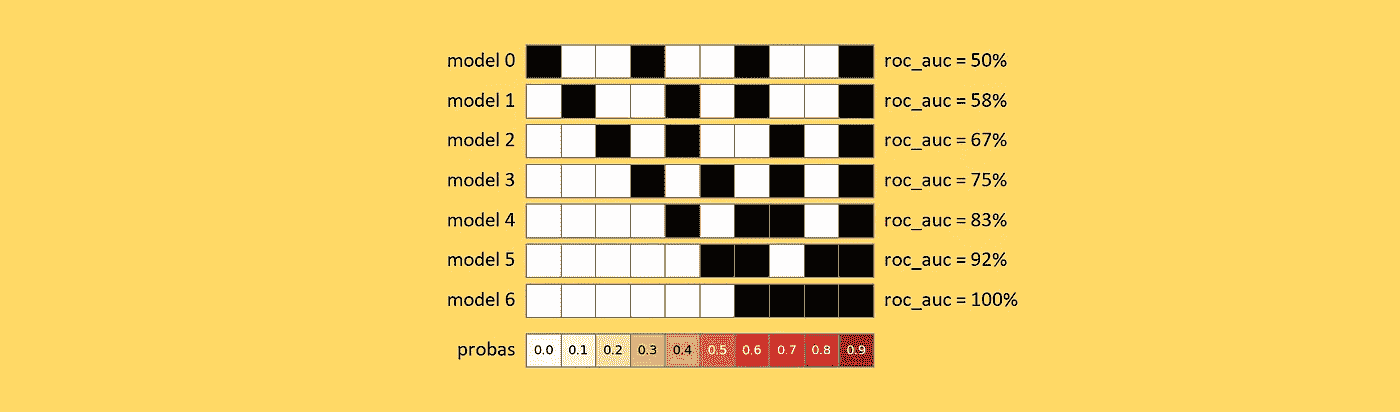 model 0 roc_auc = 50%
model 1 roc_auc = 58%
model 2 roc_auc = 67%
model 3 roc_auc = 75%
model 4 roc_auc = 83%
model 5 roc_auc = 92%
model 6 roc_auc = 100%
probas 0.0 0.1 0.2 0.3 0.4 0.5 0.6 0.7 0.8 0.9